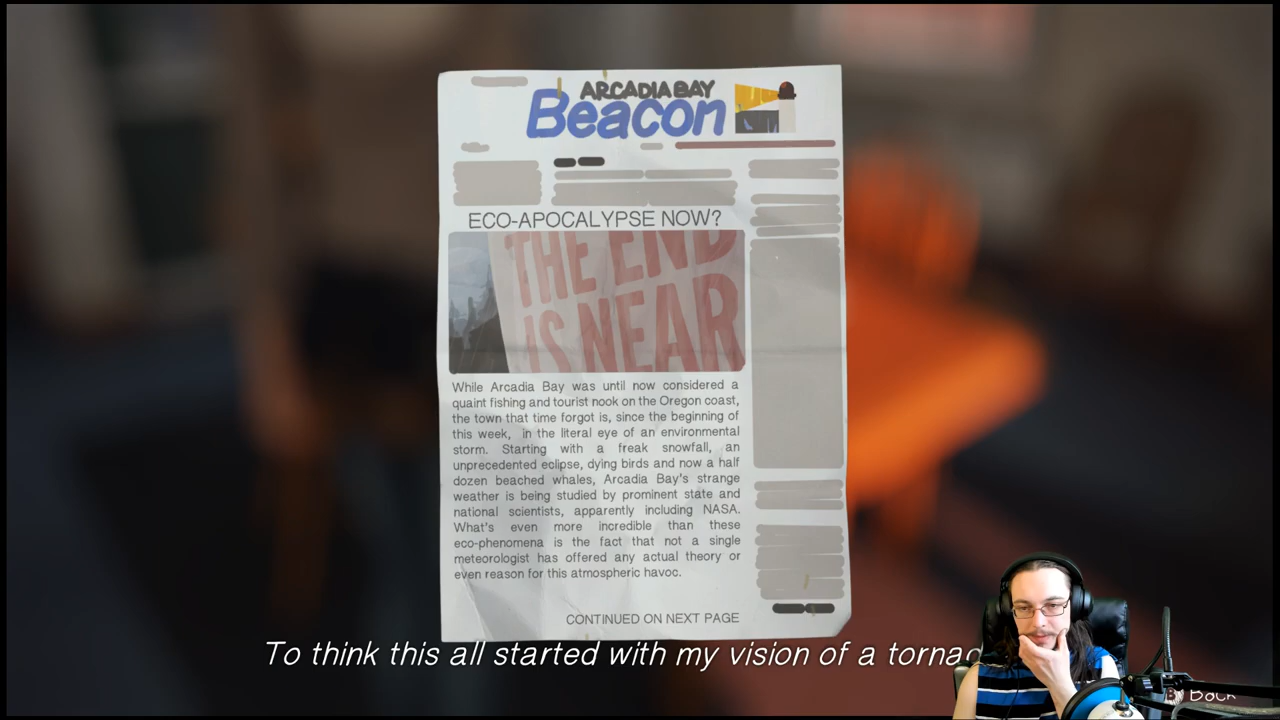 ARCADIA BAY
Beacon
ECO-APOCALYPSE NOW?
THE END
IS NEAR
While Arcadia Bay was until now considered a
quaint fishing and tourist nook on the Oregon coast,
the town that time forgot is, since the beginning of
this week, in the literal eye of an environmental
storm. Starting with a freak snowfall, an
unprecedented eclipse, dying birds and now a half
dozen beached whales, Arcadia Bay's strange
weather is being studied by prominent state and
national scientists, apparently including NASA.
What's even more incredible than these
eco-phenomena is the fact that not a single
meteorologist has offered any actual theory or
even reason for this atmospheric havoc.
CONTINUED ON NEXT PAGE
To think this all started with my vision of a
Back